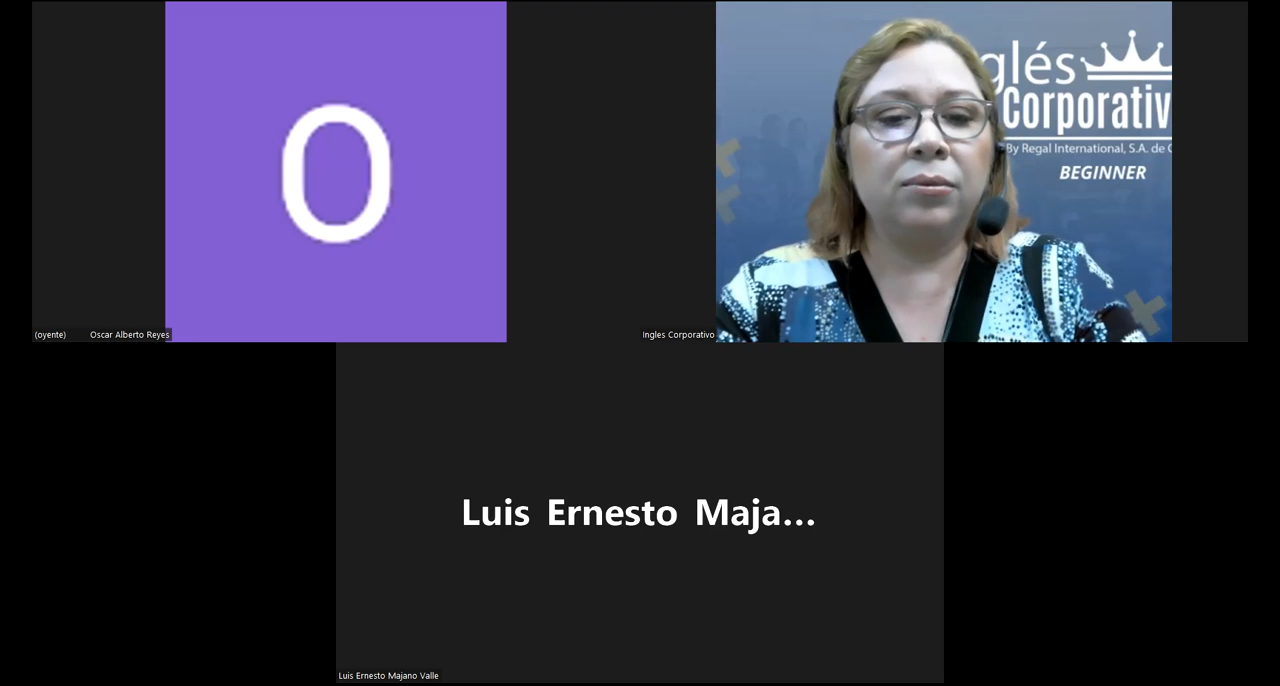 O
glés
Corporativ
By Regal International, S.A. de C
BEGINNER
(oyente) Oscar Alberto Reyes
Ingles Corporativo
Luis Ernesto Maja...
Luis Ernesto Majano Valle